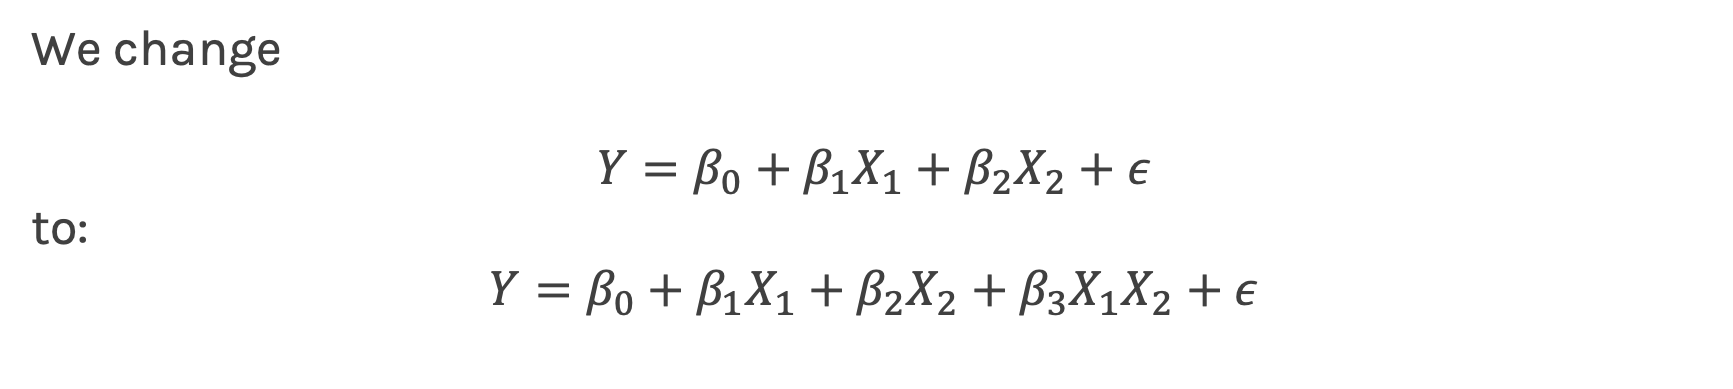 We change
Y = β₀ + β₁X₁ + β₂X₂ + ϵ
to:
Y = β₀ + β₁X₁ + β₂X₂ + β₃X₁X₂ + ϵ